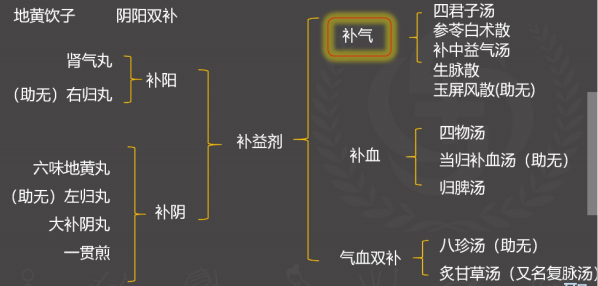 地黄饮子 阴阳双补
肾气丸
(助无) 右归丸
补阳
六味地黄丸
(助无) 左归丸
大补阴丸
一贯煎
补阴
补益剂
补气
四君子汤
参苓白术散
补中益气汤
生脉散
玉屏风散(助无)
补血
四物汤
当归补血汤（助无）
归脾汤
气血双补
八珍汤（助无）
炙甘草汤（又名复脉汤）